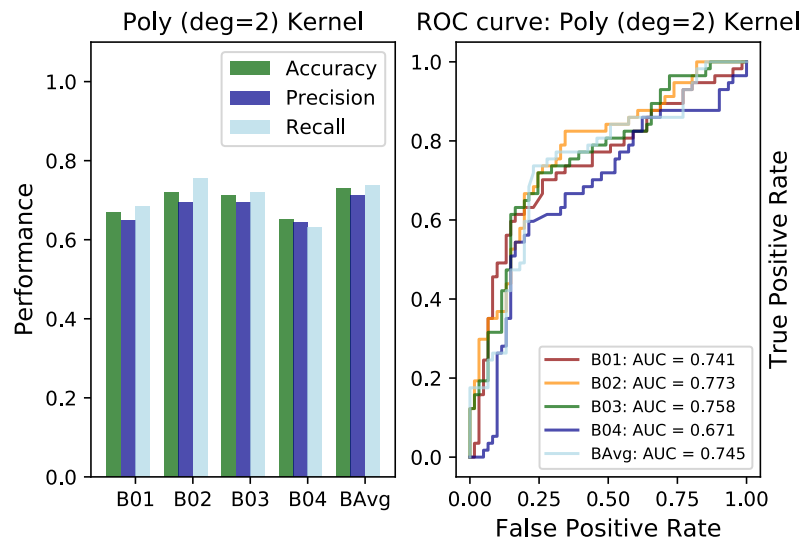 Poly (deg=2) Kernel
1.0
0.8
0.6
0.4
0.2
0.0
Performance
Accuracy
Precision
Recall
B01 B02 B03 B04 BAvg
ROC curve: Poly (deg=2) Kernel
1.0
0.8
0.6
0.4
0.2
0.0
B01: AUC = 0.741
B02: AUC = 0.773
B03: AUC = 0.758
B04: AUC = 0.671
BAvg: AUC = 0.745
0.00 0.25 0.50 0.75 1.00
False Positive Rate
True Positive Rate